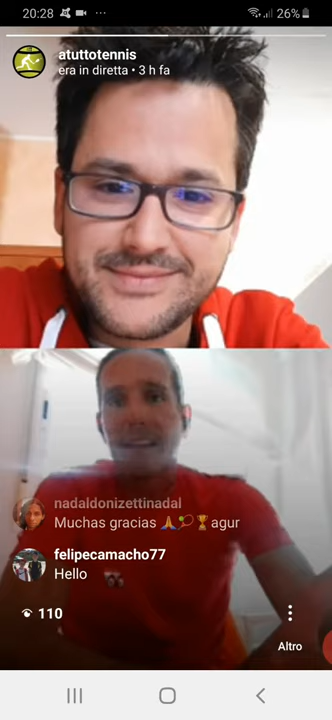 20:28 26%
atuttotennis
era in diretta • 3 h fa
nadaldonizettinadal
Muchas gracias 🙏🎾🏆agur
felipecamacho77
Hello
110
Altro